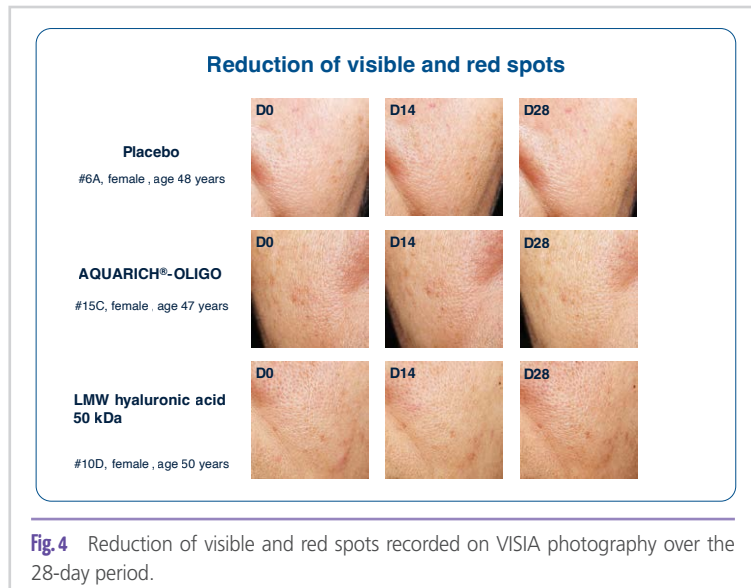 Reduction of visible and red spots
Placebo
#6A, female , age 48 years
D0
D14
D28
AQUARICH®-OLIGO
#15C, female , age 47 years
D0
D14
D28
LMW hyaluronic acid
50 kDa
#10D, female , age 50 years
D0
D14
D28
Fig. 4 Reduction of visible and red spots recorded on VISIA photography over the
28-day period.